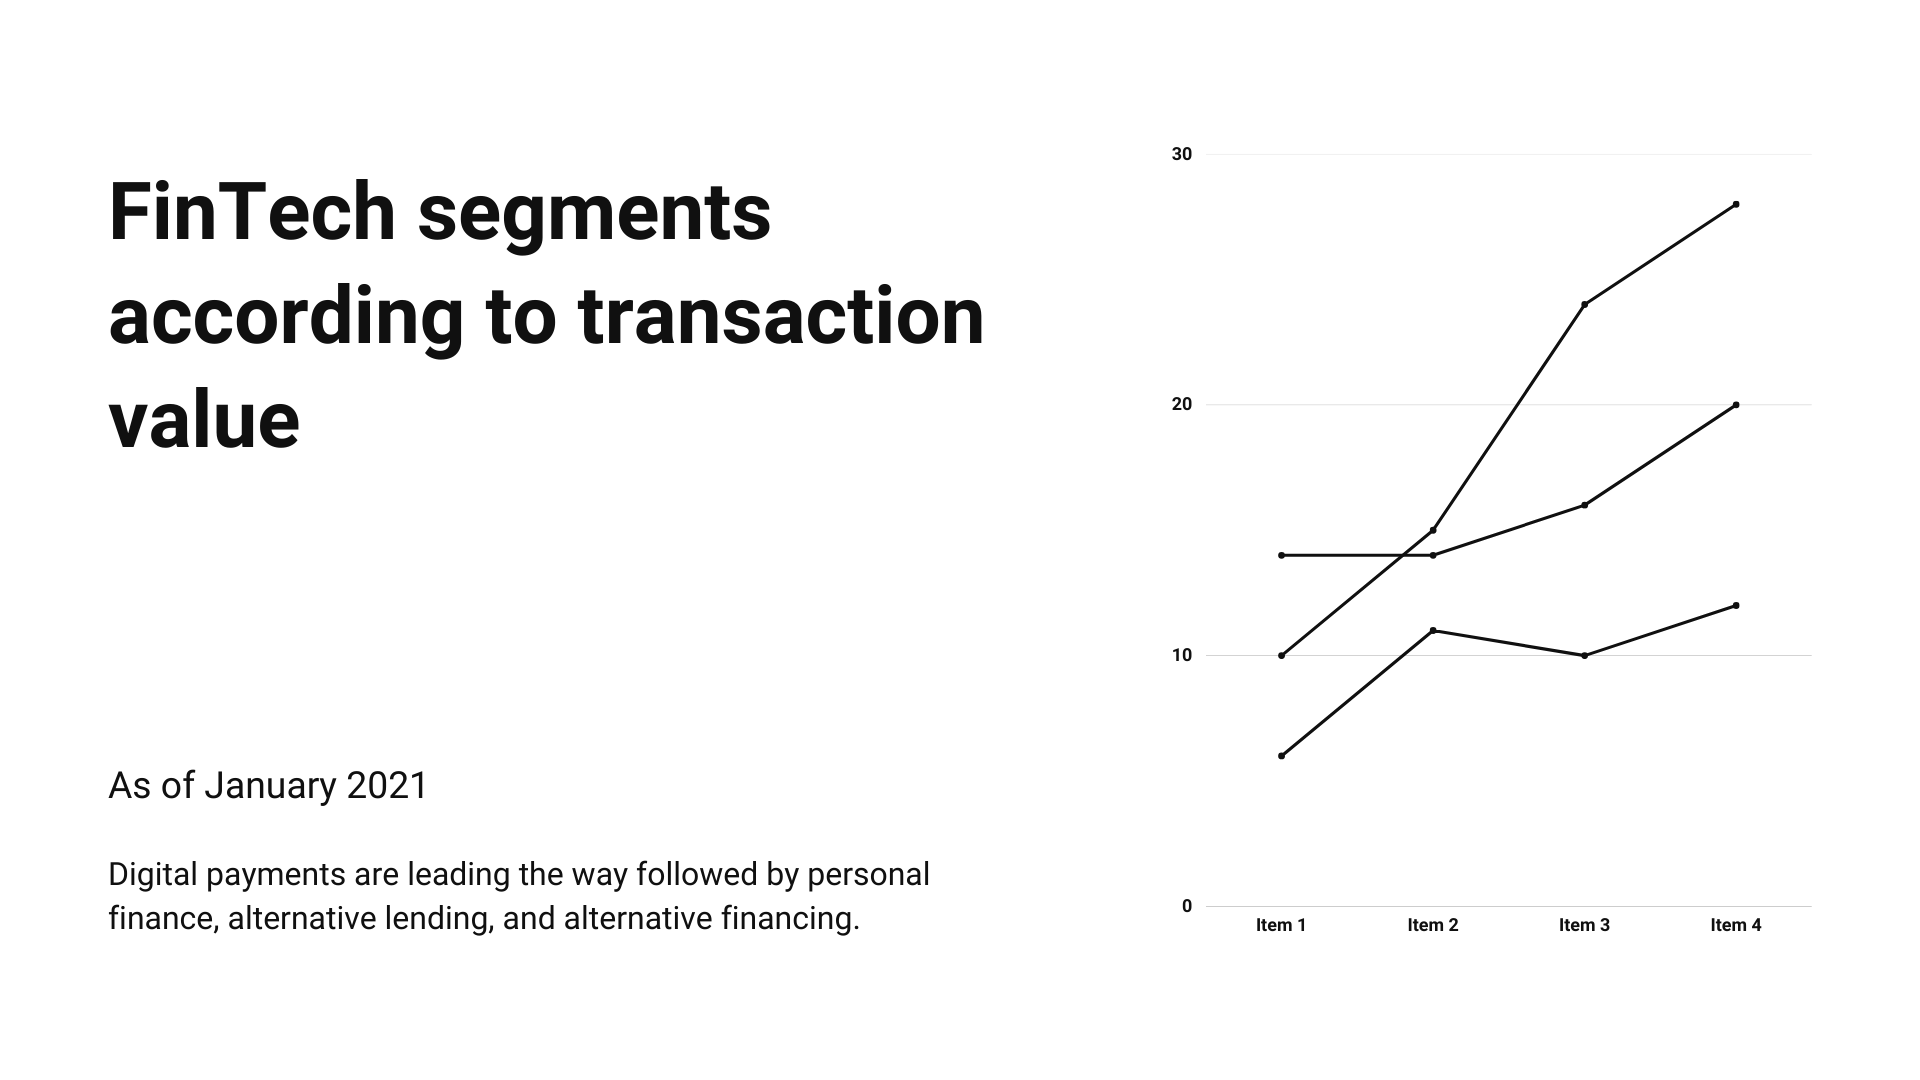 FinTech segments
according to transaction
value
As of January 2021
Digital payments are leading the way followed by personal
finance, alternative lending, and alternative financing.
30
20
10
0
Item 1 Item 2 Item 3 Item 4